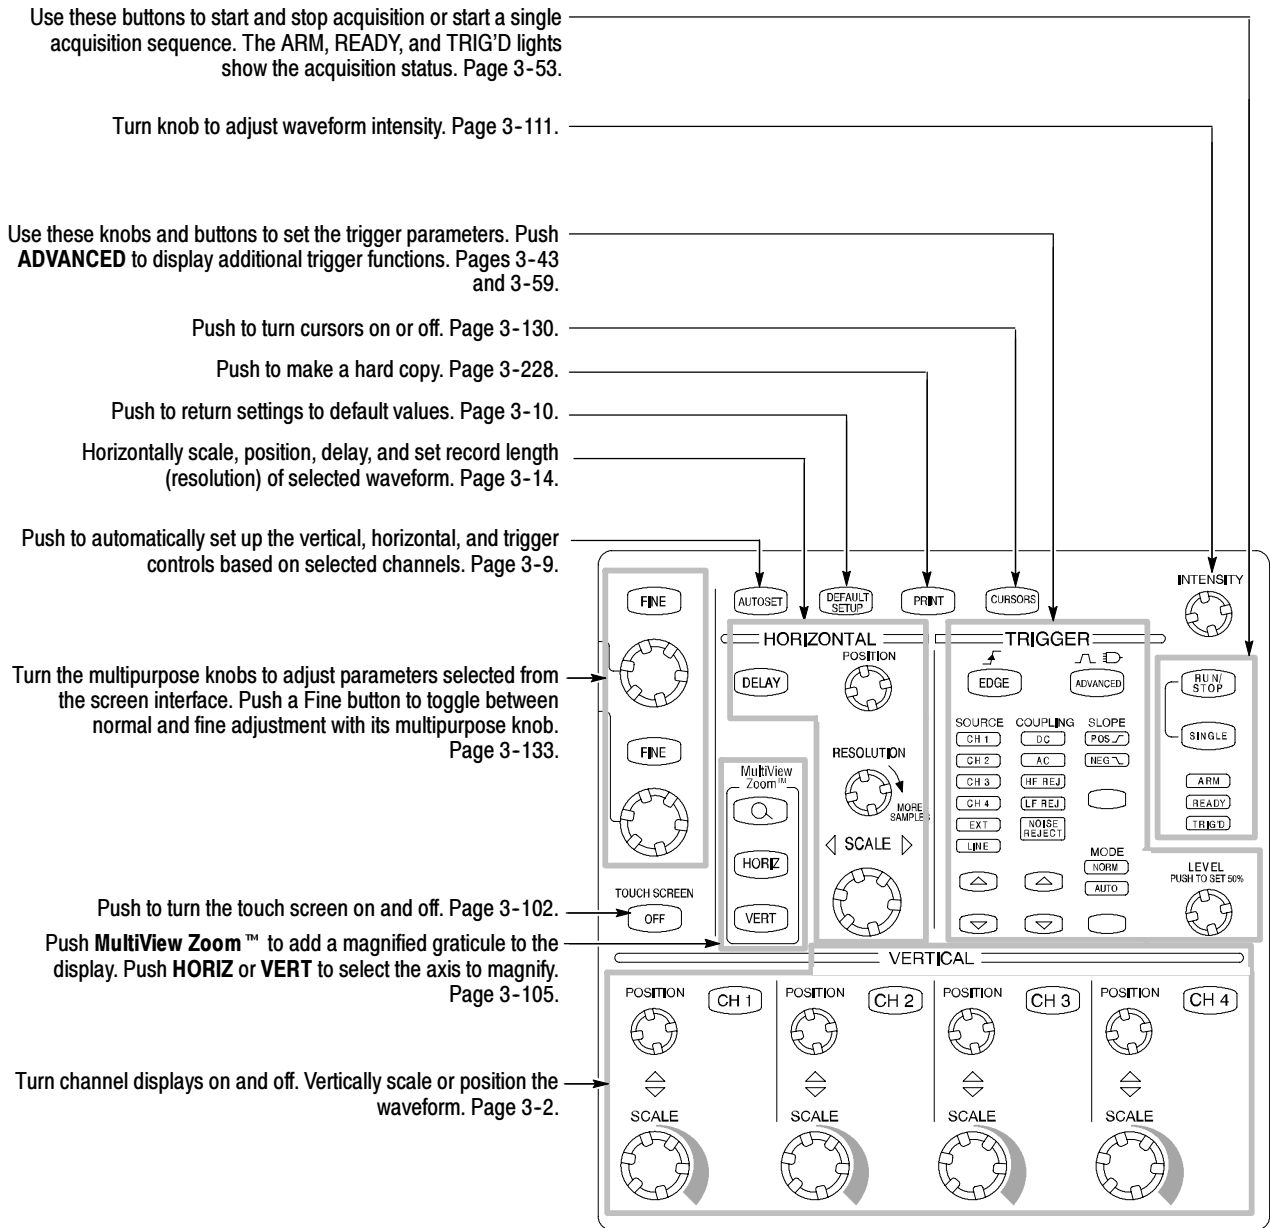 Use these buttons to start and stop acquisition or start a single
acquisition sequence. The ARM, READY, and TRIG’D lights
show the acquisition status. Page 3-53.
Turn knob to adjust waveform intensity. Page 3-111.
Use these knobs and buttons to set the trigger parameters. Push
ADVANCED to display additional trigger functions. Pages 3-43
and 3-59.
Push to turn cursors on or off. Page 3-130.
Push to make a hard copy. Page 3-228.
Push to return settings to default values. Page 3-10.
Horizontally scale, position, delay, and set record length
(resolution) of selected waveform. Page 3-14.
Push to automatically set up the vertical, horizontal, and trigger
controls based on selected channels. Page 3-9.
Turn the multipurpose knobs to adjust parameters selected from
the screen interface. Push a Fine button to toggle between
normal and fine adjustment with its multipurpose knob.
Page 3-133.
Push to turn the touch screen on and off. Page 3-102.
Push MultiView Zoom™ to add a magnified graticule to the
display. Push HORIZ or VERT to select the axis to magnify.
Page 3-105.
Turn channel displays on and off. Vertically scale or position the
waveform. Page 3-2.
FINE
FINE
TOUCH SCREEN
OFF
AUTOSET
DEFAULT
SETUP
PRINT
CURSORS
INTENSITY
HORIZONTAL
POSITION
DELAY
RESOLUTION
MORE
SAMPLES
SCALE
MultiView
Zoom™
HORIZ
VERT
TRIGGER
EDGE
ADVANCED
SOURCE
CH 1
CH 2
CH 3
CH 4
EXT
LINE
COUPLING
DC
AC
HF REJ
LF REJ
NOISE
REJECT
SLOPE
POS
NEG
MODE
NORM
AUTO
RUN/
STOP
SINGLE
ARM
READY
TRIG'D
LEVEL
PUSH TO SET 50%
VERTICAL
POSITION
CH 1
SCALE
POSITION
CH 2
SCALE
POSITION
CH 3
SCALE
POSITION
CH 4
SCALE